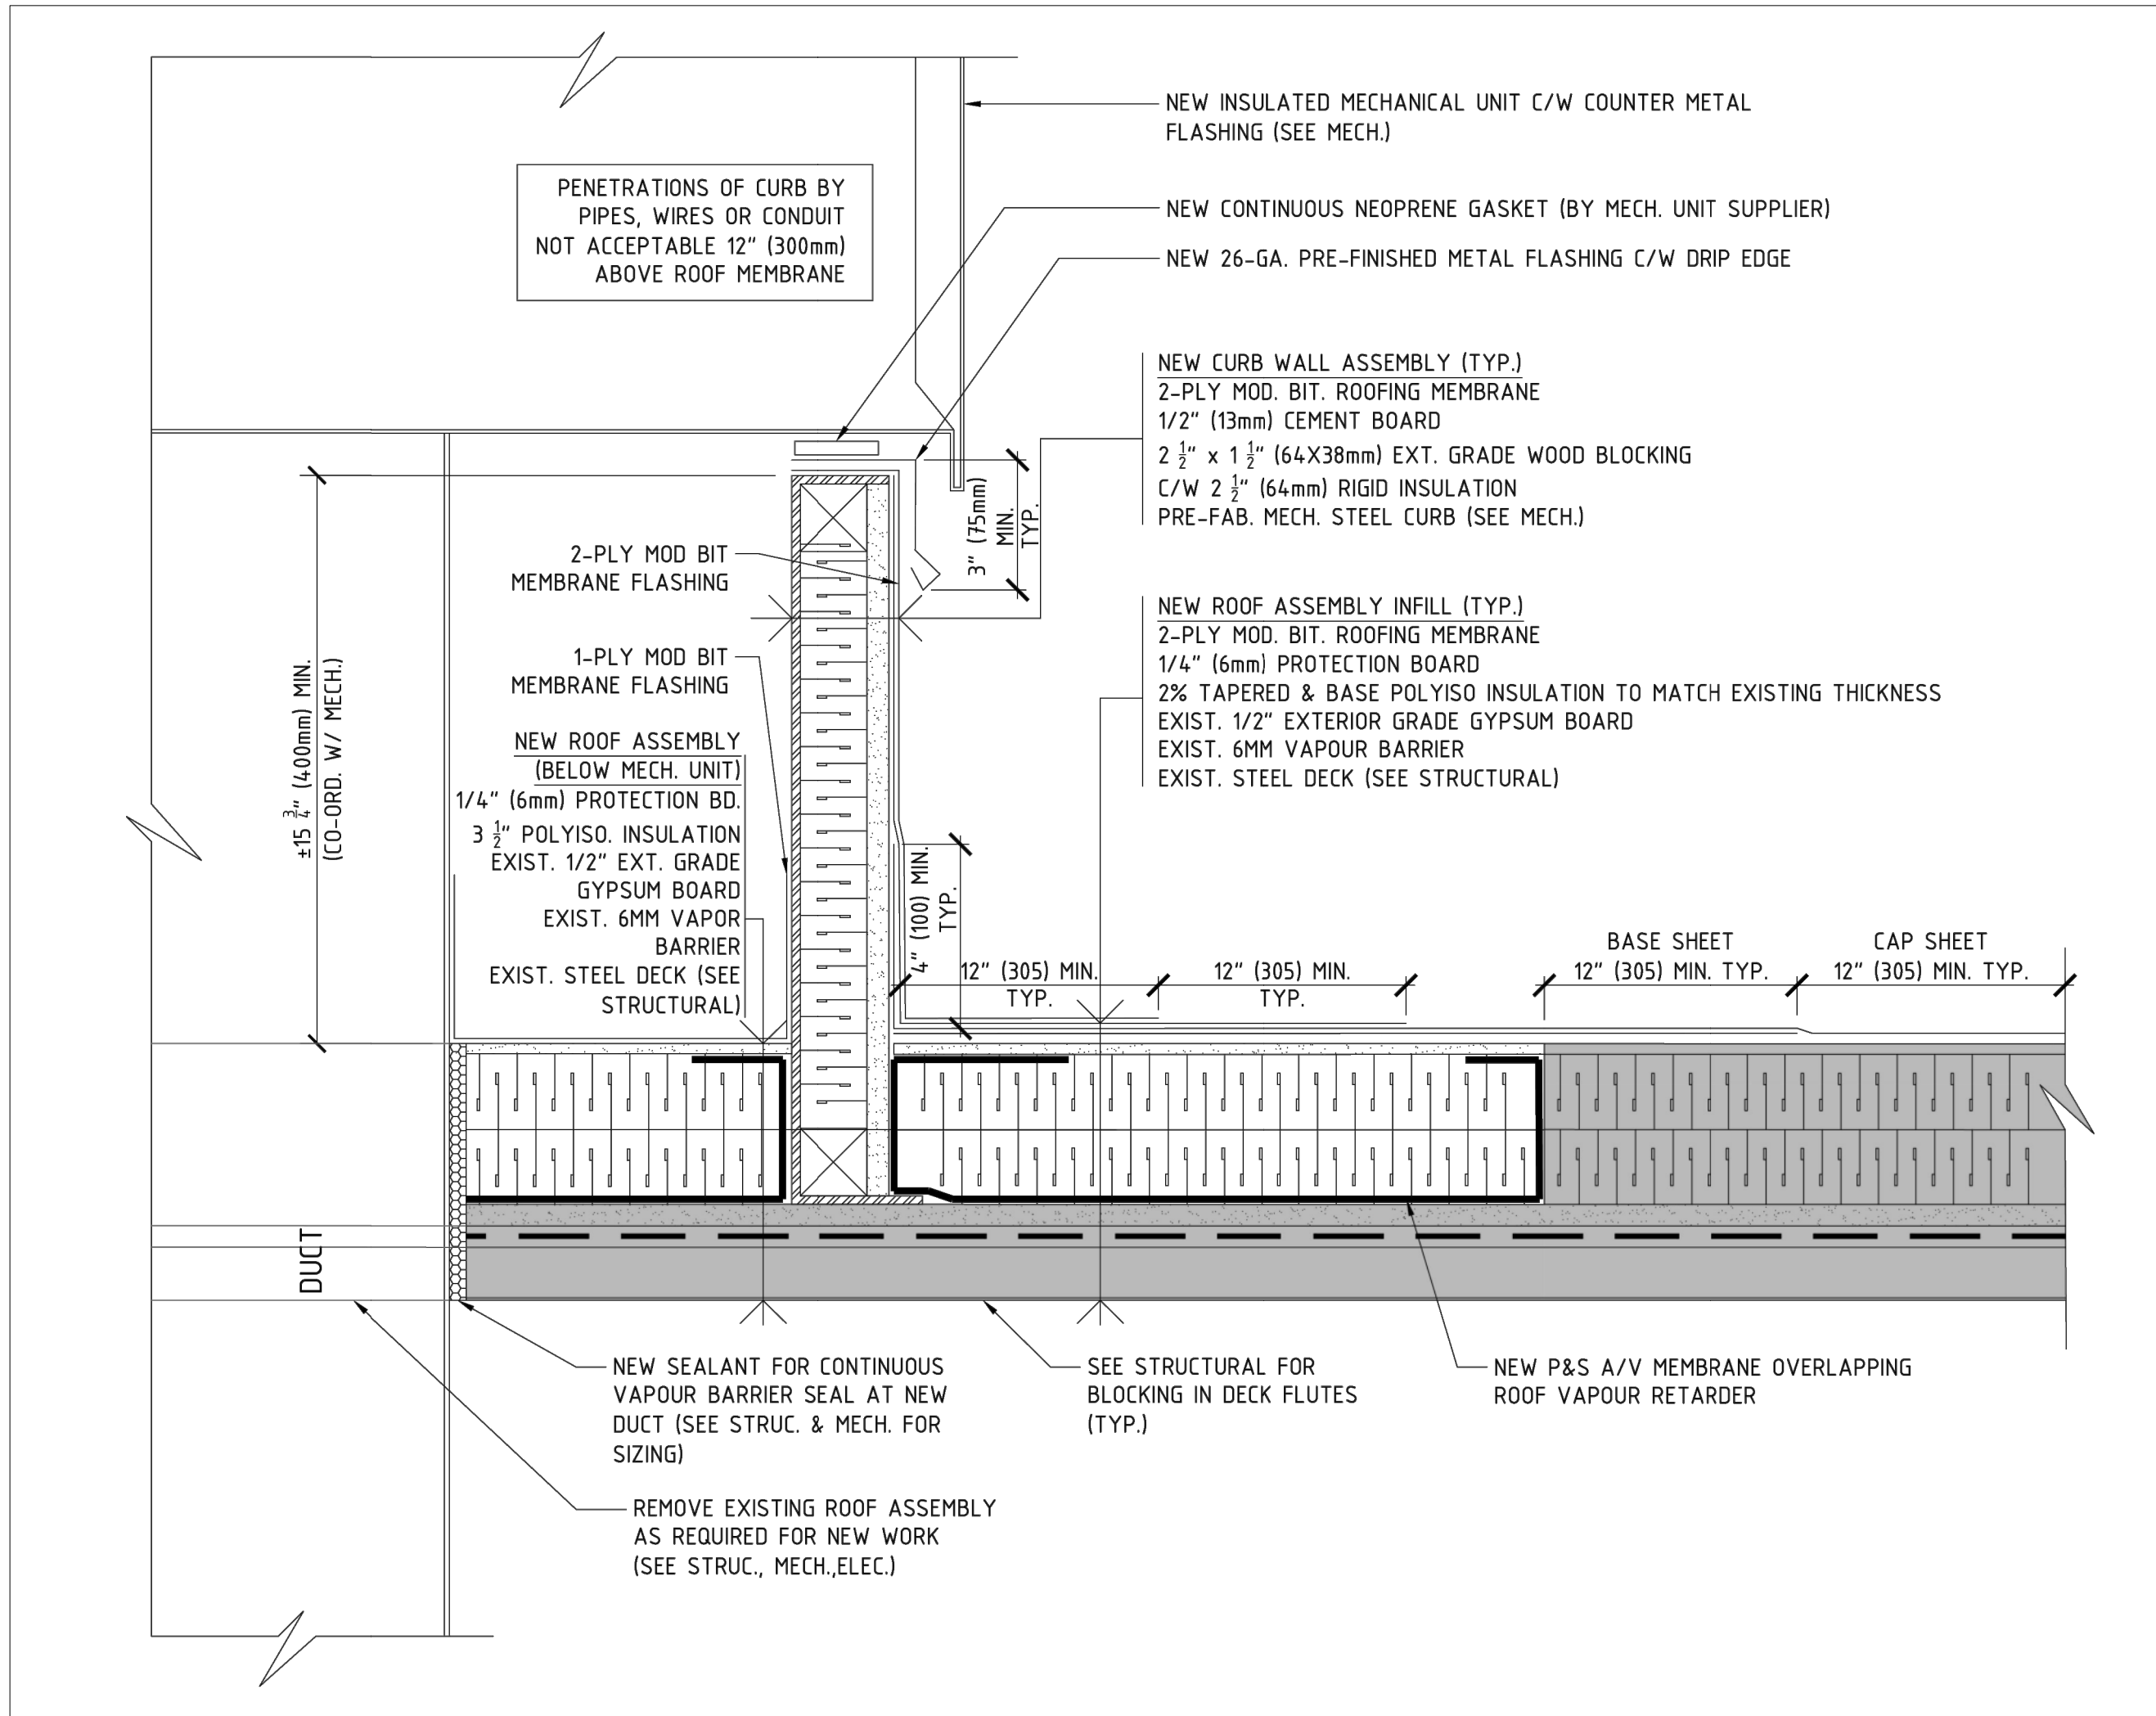 NEW INSULATED MECHANICAL UNIT C/W COUNTER METAL
FLASHING (SEE MECH.)
PENETRATIONS OF CURB BY
PIPES, WIRES OR CONDUIT
NOT ACCEPTABLE 12" (300mm)
ABOVE ROOF MEMBRANE
NEW CONTINUOUS NEOPRENE GASKET (BY MECH. UNIT SUPPLIER)
NEW 26-GA. PRE-FINISHED METAL FLASHING C/W DRIP EDGE
NEW CURB WALL ASSEMBLY (TYP.)
2-PLY MOD. BIT. ROOFING MEMBRANE
1/2" (13mm) CEMENT BOARD
2 1/2" x 1 1/2" (64X38mm) EXT. GRADE WOOD BLOCKING
C/W 2 1/2" (64mm) RIGID INSULATION
PRE-FAB. MECH. STEEL CURB (SEE MECH.)
3" (75mm)
MIN.
TYP.
2-PLY MOD BIT
MEMBRANE FLASHING
1-PLY MOD BIT
MEMBRANE FLASHING
NEW ROOF ASSEMBLY INFILL (TYP.)
2-PLY MOD. BIT. ROOFING MEMBRANE
1/4" (6mm) PROTECTION BOARD
2% TAPERED & BASE POLYISO INSULATION TO MATCH EXISTING THICKNESS
EXIST. 1/2" EXTERIOR GRADE GYPSUM BOARD
EXIST. 6MM VAPOUR BARRIER
EXIST. STEEL DECK (SEE STRUCTURAL)
±15 3/4" (400mm) MIN.
(CO-ORD. W/ MECH.)
NEW ROOF ASSEMBLY
(BELOW MECH. UNIT)
1/4" (6mm) PROTECTION BD.
3 1/2" POLYISO. INSULATION
EXIST. 1/2" EXT. GRADE
GYPSUM BOARD
EXIST. 6MM VAPOR
BARRIER
EXIST. STEEL DECK (SEE
STRUCTURAL)
4" (100) MIN.
TYP.
12" (305) MIN.
TYP.
12" (305) MIN.
TYP.
BASE SHEET
12" (305) MIN. TYP.
CAP SHEET
12" (305) MIN. TYP.
DUCT
NEW SEALANT FOR CONTINUOUS
VAPOUR BARRIER SEAL AT NEW
DUCT (SEE STRUC. & MECH. FOR
SIZING)
SEE STRUCTURAL FOR
BLOCKING IN DECK FLUTES
(TYP.)
NEW P&S A/V MEMBRANE OVERLAPPING
ROOF VAPOUR RETARDER
REMOVE EXISTING ROOF ASSEMBLY
AS REQUIRED FOR NEW WORK
(SEE STRUC., MECH.,ELEC.)